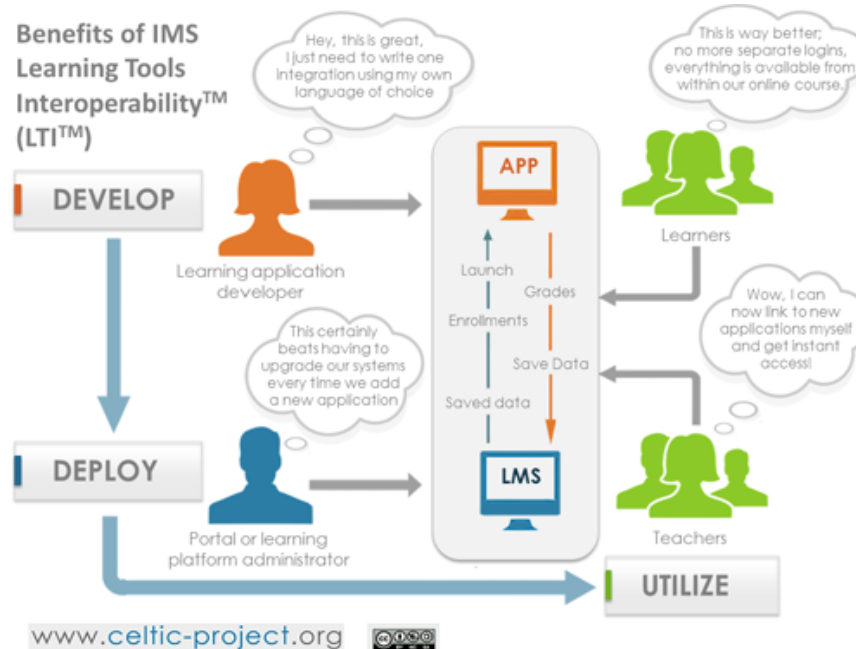 Benefits of IMS
Learning Tools
Interoperability™
(LTI™)
Hey, this is great,
I just need to write one
integration using my own
language of choice
This is way better;
no more separate logins,
everything is available from
within our online course.
DEVELOP
Learning application
developer
APP
Learners
Launch
Grades
Enrollments
Save Data
Saved data
LMS
This certainly
beats having to
upgrade our systems
every time we add
a new application
Wow, I can
now link to new
applications myself
and get instant
access!
DEPLOY
Portal or learning
platform administrator
Teachers
UTILIZE
www.celtic-project.org